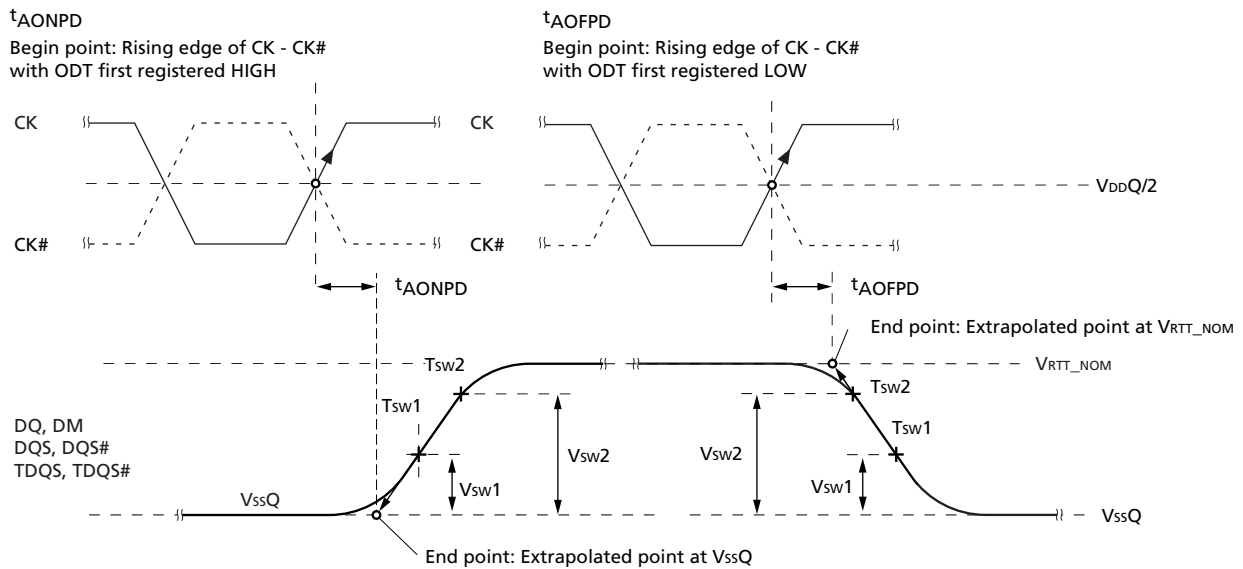 tAONPD
Begin point: Rising edge of CK - CK#
with ODT first registered HIGH
tAOFPD
Begin point: Rising edge of CK - CK#
with ODT first registered LOW
CK
CK
VDDQ/2
CK#
CK#
tAONPD
tAOFPD
End point: Extrapolated point at VRTT_NOM
TSW2
VRTT_NOM
TSW2
TSW1
TSW1
DQ, DM
DQS, DQS#
TDQS, TDQS#
VSW2
VSW2
VSW1
VSW1
VSSQ
VSSQ
End point: Extrapolated point at VSSQ